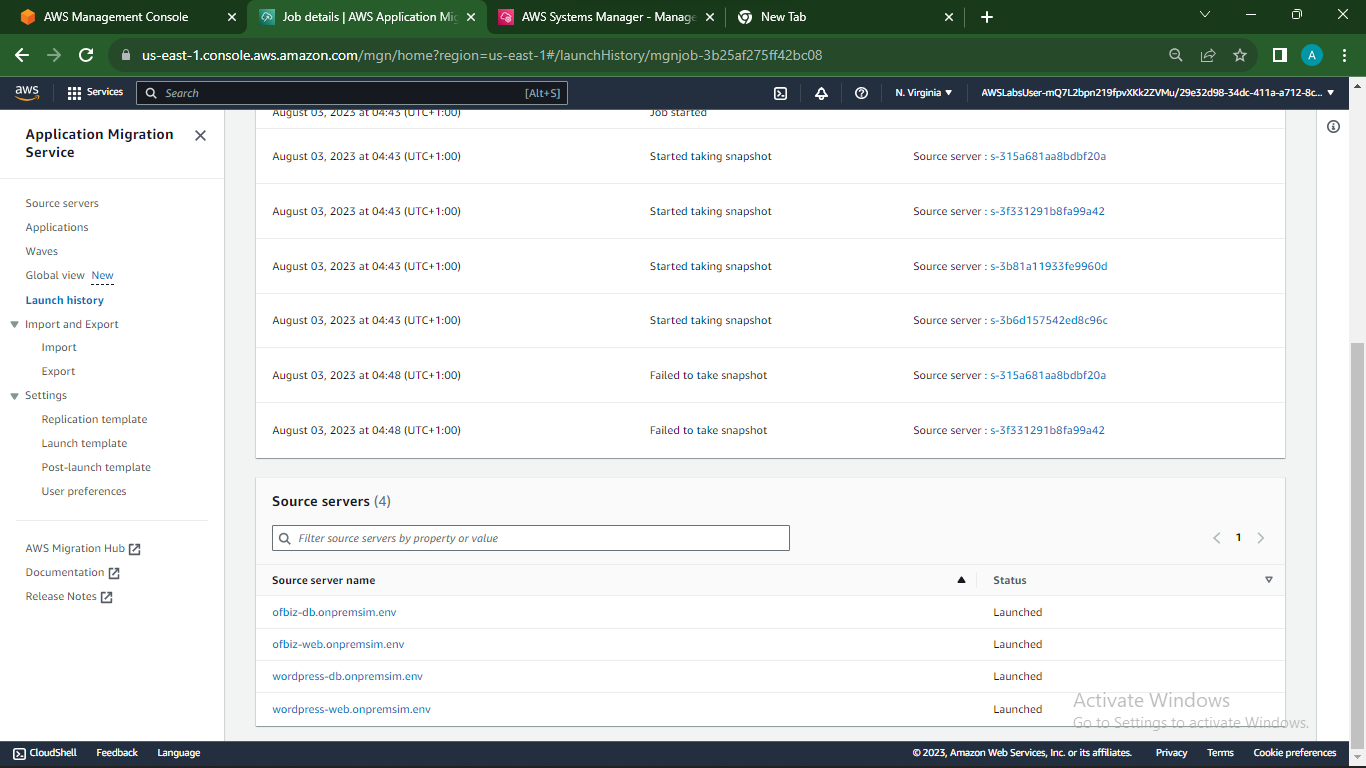 AWS Management Console
Job details | AWS Application Mig
AWS Systems Manager - Manage
New Tab
us-east-1.console.aws.amazon.com/mgn/home?region=us-east-1#/launchHistory/mgnjob-3b25af275ff42bc08
A
aws Services Search [Alt+S] N. Virginia AWSLabsUser-mQ7L2bpn219fpvXKk2ZVMu/29e32d98-34dc-411a-a712-8c...
Application Migration
Service
Source servers
Applications
Waves
Global view New
Launch history
Import and Export
Import
Export
Settings
Replication template
Launch template
Post-launch template
User preferences
AWS Migration Hub
Documentation
Release Notes
August 03, 2023 at 04:43 (UTC+1:00) Job started
August 03, 2023 at 04:43 (UTC+1:00) Started taking snapshot Source server : s-315a681aa8bdbf20a
August 03, 2023 at 04:43 (UTC+1:00) Started taking snapshot Source server : s-3f331291b8fa99a42
August 03, 2023 at 04:43 (UTC+1:00) Started taking snapshot Source server : s-3b81a11933fe9960d
August 03, 2023 at 04:43 (UTC+1:00) Started taking snapshot Source server : s-3b6d157542ed8c96c
August 03, 2023 at 04:48 (UTC+1:00) Failed to take snapshot Source server : s-315a681aa8bdbf20a
August 03, 2023 at 04:48 (UTC+1:00) Failed to take snapshot Source server : s-3f331291b8fa99a42
Source servers (4)
Filter source servers by property or value
1
Source server name Status
ofbiz-db.onpremsim.env Launched
ofbiz-web.onpremsim.env Launched
wordpress-db.onpremsim.env Launched
wordpress-web.onpremsim.env Launched
Activate Windows
Go to Settings to activate Windows.
CloudShell Feedback Language © 2023, Amazon Web Services, Inc. or its affiliates. Privacy Terms Cookie preferences